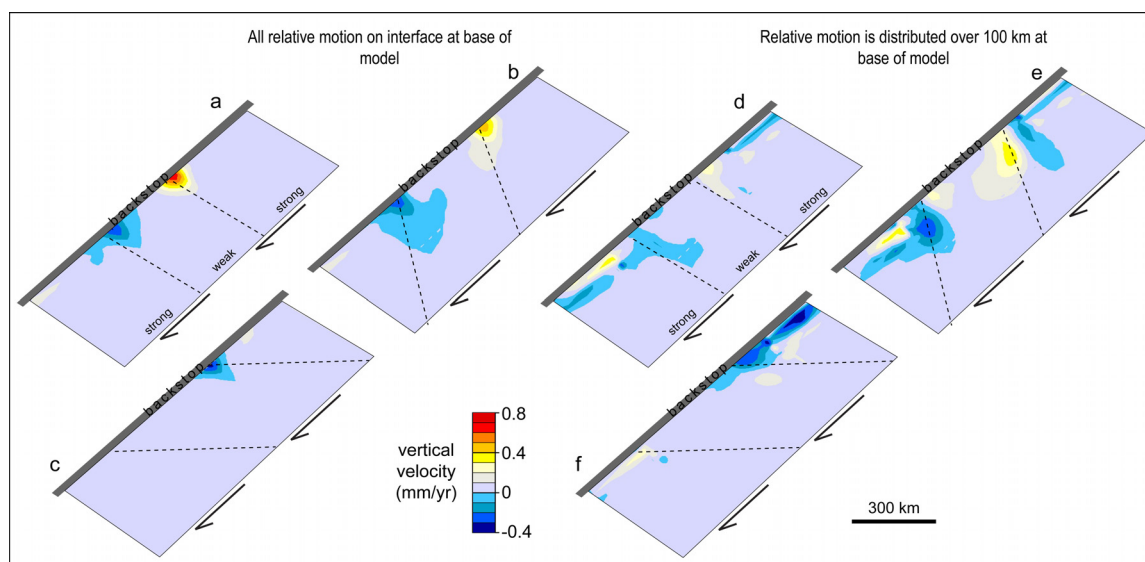 All relative motion on interface at base of
model
Relative motion is distributed over 100 km at
base of model
a
backstop
strong
weak
strong
b
backstop
c
backstop
d
backstop
strong
weak
strong
e
backstop
f
backstop
vertical
velocity
(mm/yr)
0.8
0.4
0
-0.4
300 km